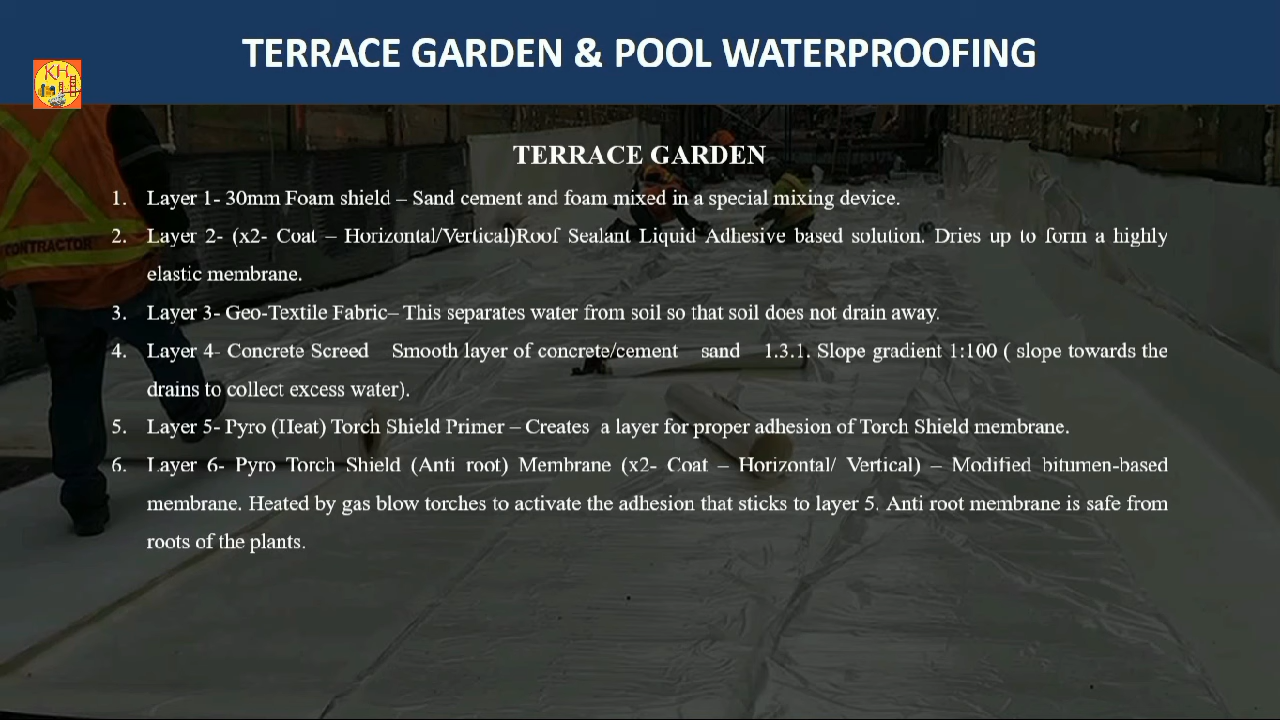 TERRACE GARDEN & POOL WATERPROOFING
KH
TERRACE GARDEN
1. Layer 1- 30mm Foam shield – Sand cement and foam mixed in a special mixing device.
2. Layer 2- (x2- Coat – Horizontal/Vertical)Roof Sealant Liquid Adhesive based solution. Dries up to form a highly
elastic membrane.
CONTRACTOR
3. Layer 3- Geo-Textile Fabric– This separates water from soil so that soil does not drain away.
4. Layer 4- Concrete Screed Smooth layer of concrete/cement sand 1.3.1. Slope gradient 1:100 ( slope towards the
drains to collect excess water).
5. Layer 5- Pyro (Heat) Torch Shield Primer – Creates a layer for proper adhesion of Torch Shield membrane.
6. Layer 6- Pyro Torch Shield (Anti root) Membrane (x2- Coat – Horizontal/ Vertical) – Modified bitumen-based
membrane. Heated by gas blow torches to activate the adhesion that sticks to layer 5. Anti root membrane is safe from
roots of the plants.